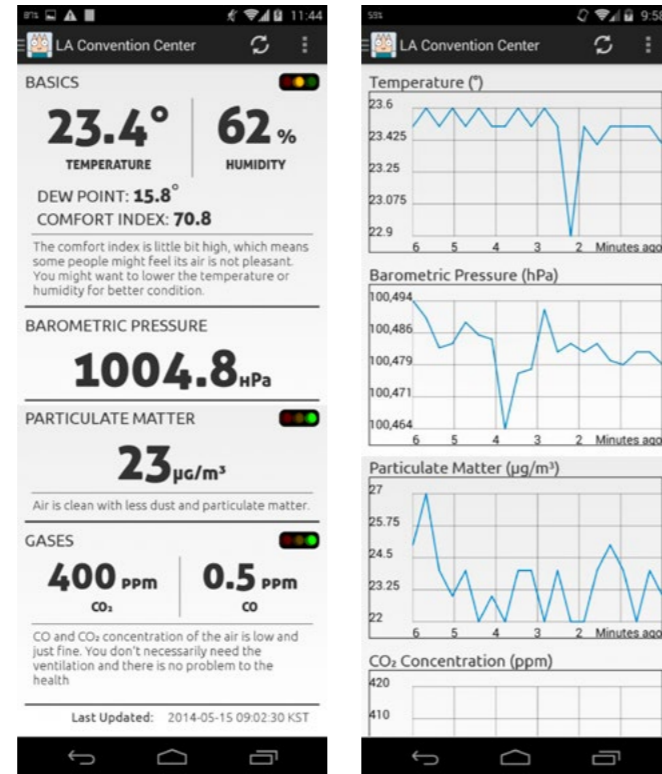 87%
11:44
LA Convention Center
BASICS
23.4°
62 %
TEMPERATURE
HUMIDITY
DEW POINT: 15.8°
COMFORT INDEX: 70.8
The comfort index is little bit high, which means
some people might feel its air is not pleasant.
You might want to lower the temperature or
humidity for better condition.
BAROMETRIC PRESSURE
1004.8 HPa
PARTICULATE MATTER
23 µG/m³
Air is clean with less dust and particulate matter.
GASES
400 PPM
0.5 PPM
CO₂
CO
CO and CO₂ concentration of the air is low and
just fine. You don't necessarily need the
ventilation and there is no problem to the
health
Last Updated: 2014-05-15 09:02:30 KST
59%
9:58
LA Convention Center
Temperature (°)
23.6
23.425
23.25
23.075
22.9
6 5 4 3 2 Minutes ago
Barometric Pressure (hPa)
100,494
100,486
100,479
100,471
100,464
6 5 4 3 2 Minutes ago
Particulate Matter (µg/m³)
27
25.75
24.5
23.25
22
6 5 4 3 2 Minutes ago
CO₂ Concentration (ppm)
420
410